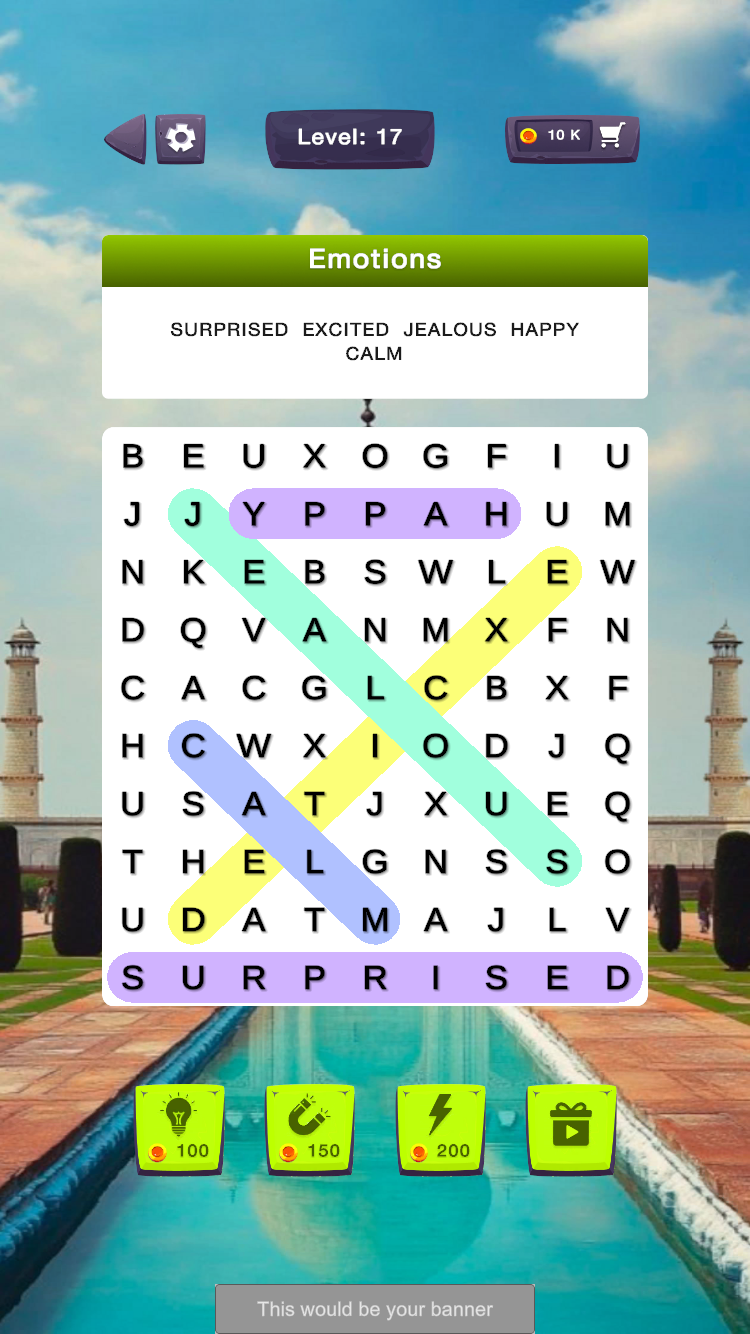 Level: 17
10 K
Emotions
SURPRISED EXCITED JEALOUS HAPPY
CALM
B E U X O G F I U
J J Y P P A H U M
N K E B S W L E W
D Q V A N M X F N
C A C G L C B X F
H C W X I O D J Q
U S A T J X U E Q
T H E L G N S S O
U D A T M A J L V
S U R P R I S E D
100 150 200
This would be your banner